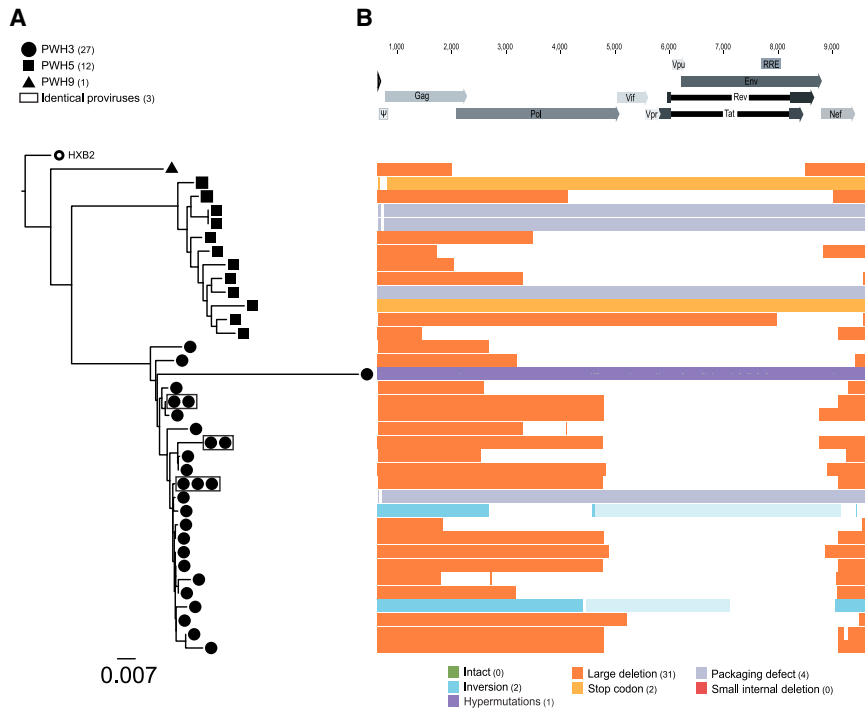 A
PWH3 (27)
PWH5 (12)
PWH9 (1)
Identical proviruses (3)
HXB2
0.007
B
1,000 2,000 3,000 4,000 5,000 6,000 7,000 8,000 9,000
Vpu RRE
Env
Gag Vif Rev
Ψ Pol Vpr Tat Nef
Intact (0)
Inversion (2)
Hypermutations (1)
Large deletion (31)
Stop codon (2)
Packaging defect (4)
Small internal deletion (0)